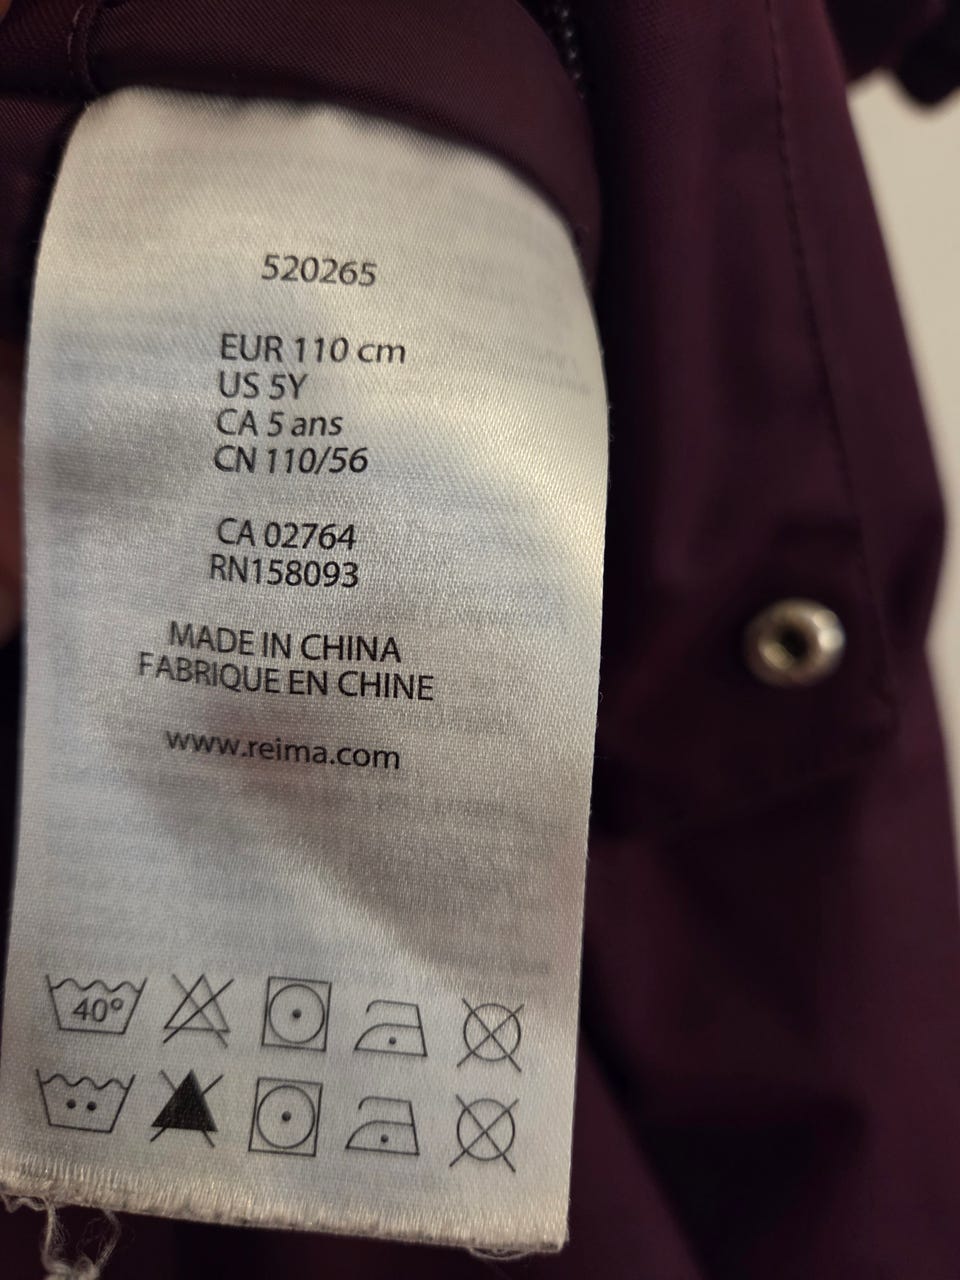 520265
EUR 110 cm
US 5Y
CA 5 ans
CN 110/56
CA 02764
RN158093
MADE IN CHINA
FABRIQUE EN CHINE
www.reima.com
40°